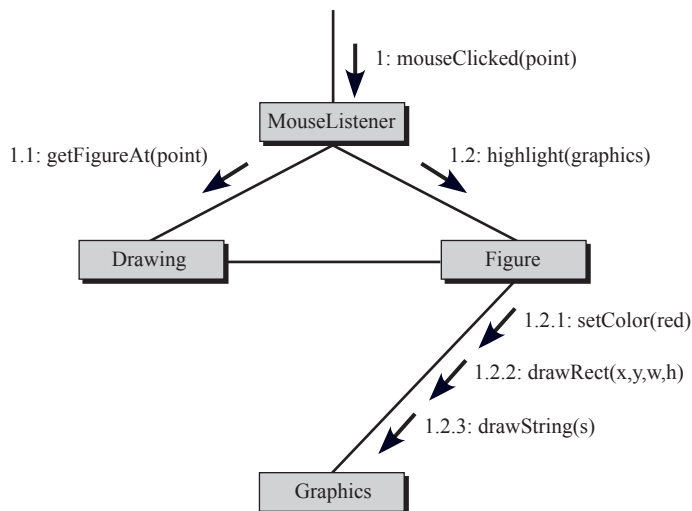 1: mouseClicked(point)
MouseListener
1.1: getFigureAt(point)
1.2: highlight(graphics)
Drawing
Figure
1.2.1: setColor(red)
1.2.2: drawRect(x,y,w,h)
1.2.3: drawString(s)
Graphics